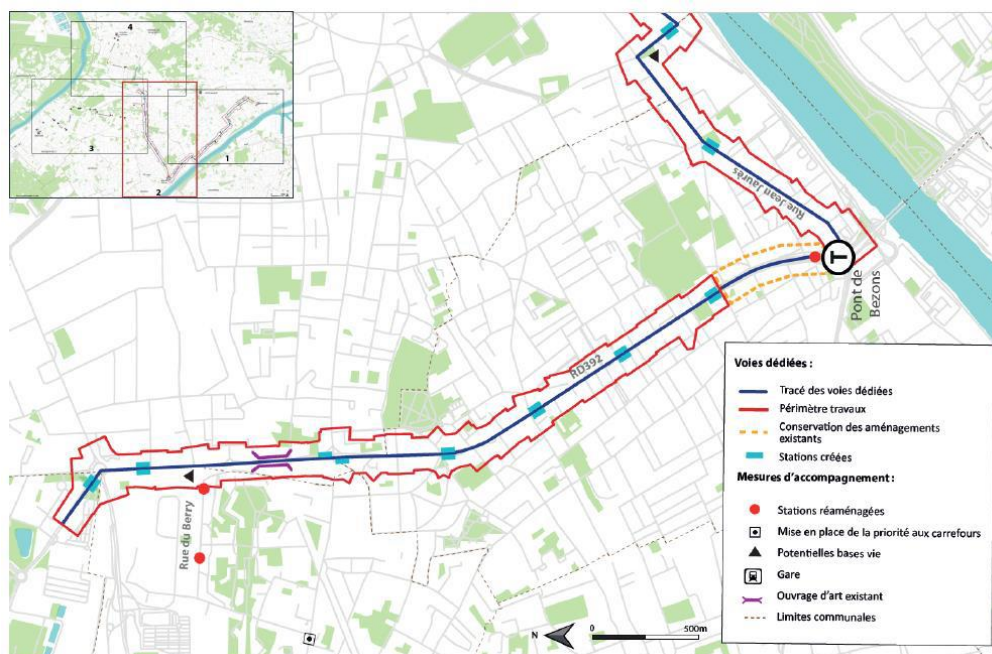 4
3
1
2
Rue Jean Jaurès
T
Pont de
Bezons
RD392
Rue du Berry
N
0
500m
Voies dédiées :
Tracé des voies dédiées
Périmètre travaux
Conservation des aménagements
existants
Stations créées
Mesures d'accompagnement :
Stations réaménagées
Mise en place de la priorité aux carrefours
Potentielles bases vie
Gare
Ouvrage d'art existant
Limites communales